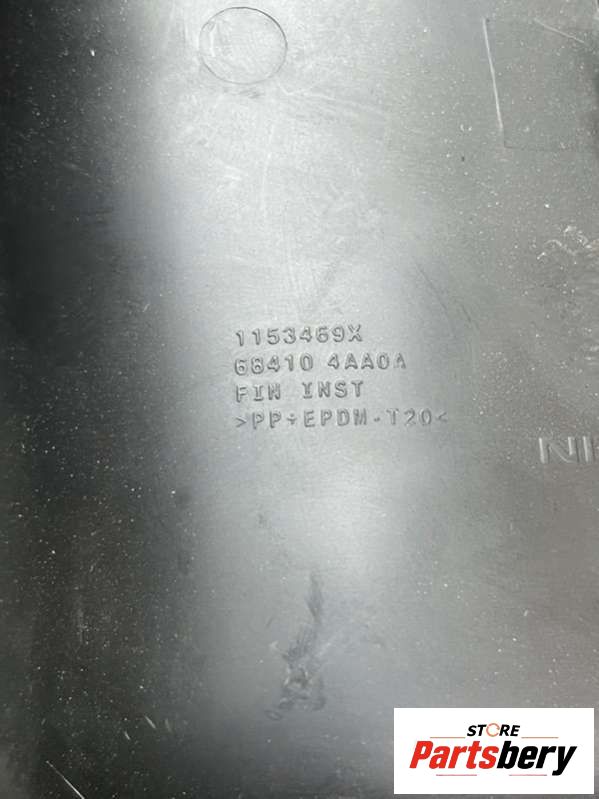 1153469X
68410 4AA0A
FIN INST
>PP+EPDM-T20<
STORE
Partsbery